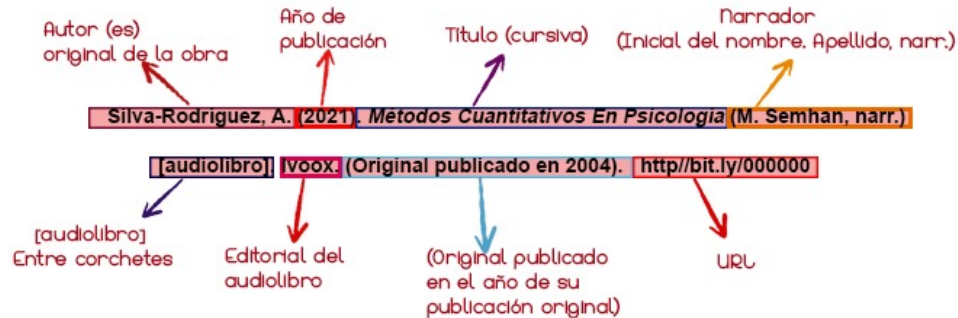 Autor (es)
original de la obra
Año de
publicación
Título (cursiva)
Narrador
(Inicial del nombre. Apellido, narr.)
Silva-Rodríguez, A. (2021). Métodos Cuantitativos En Psicologia (M. Semhan, narr.)
[audiolibro]. Ivoox. (Original publicado en 2004). http//bit.ly/000000
[audiolibro]
Entre corchetes
Editorial del
audiolibro
(Original publicado
en el año de su
publicación original)
URL